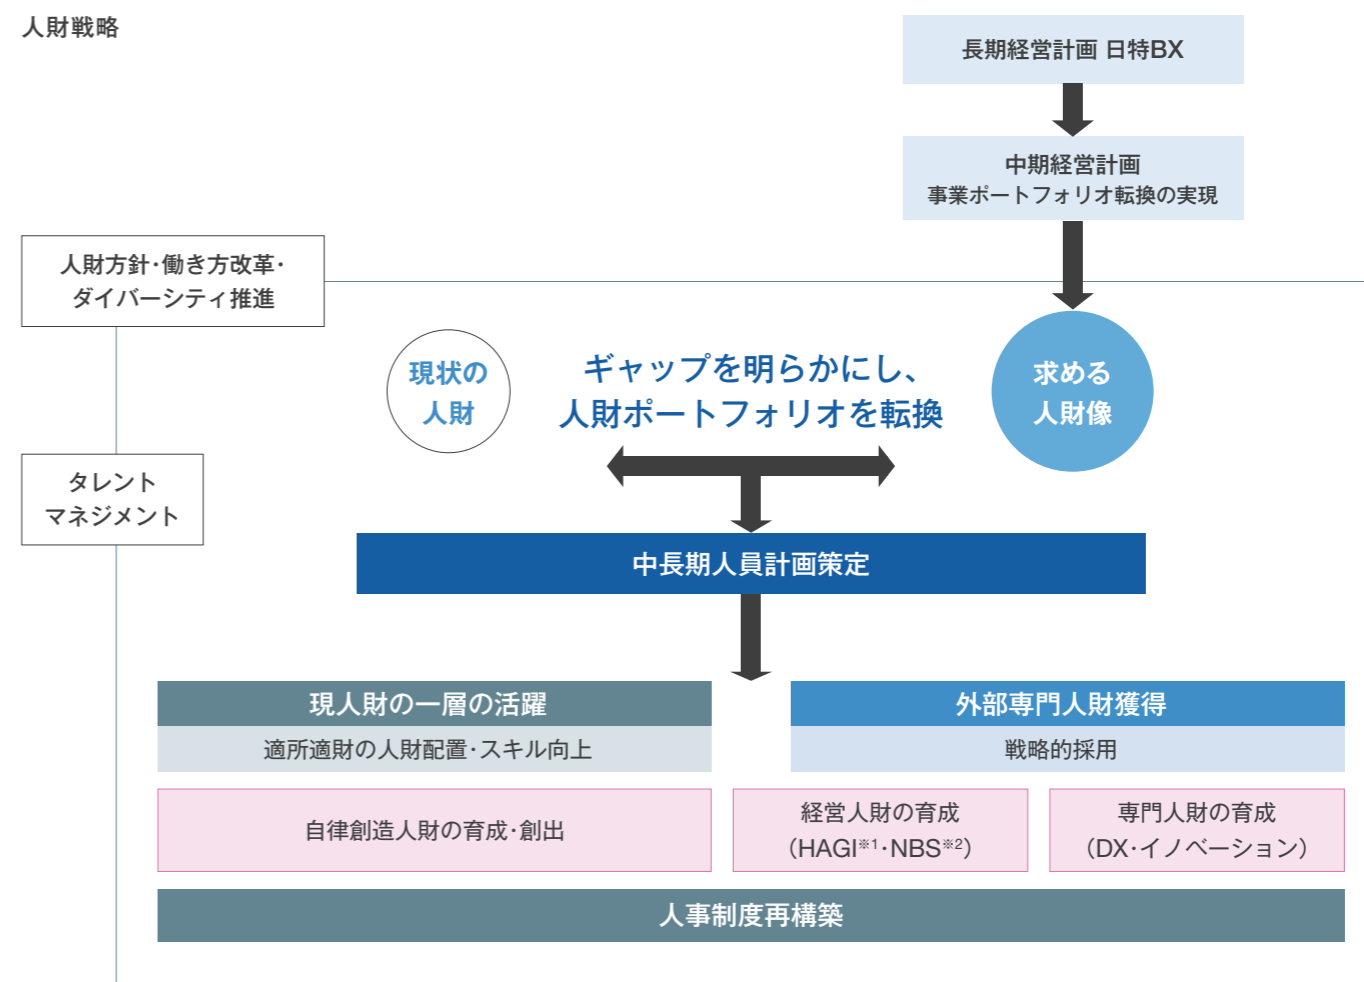 人財戦略
長期経営計画 日特BX
中期経営計画
事業ポートフォリオ転換の実現
人財方針・働き方改革・
ダイバーシティ推進
現状の
人財
ギャップを明らかにし、
人財ポートフォリオを転換
求める
人財像
タレント
マネジメント
中長期人員計画策定
現人財の一層の活躍
適所適財の人財配置・スキル向上
外部専門人財獲得
戦略的採用
自律創造人財の育成・創出
経営人財の育成
（HAGI※1・NBS※2）
専門人財の育成
（DX・イノベーション）
人事制度再構築